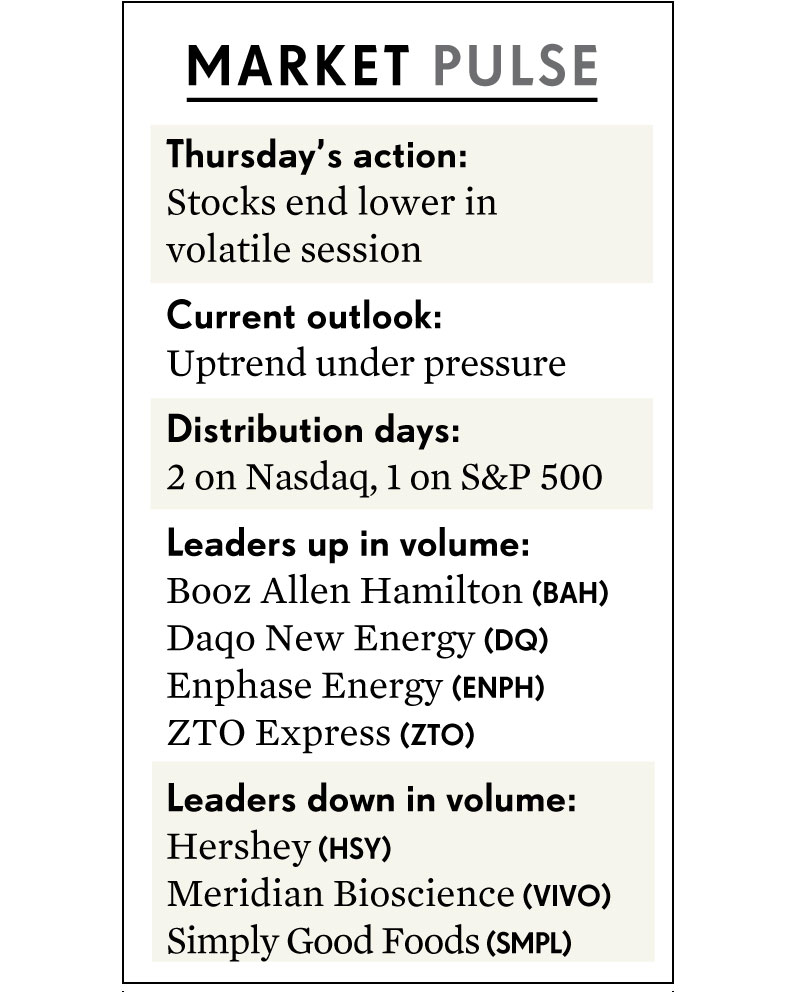 MARKET PULSE
Thursday’s action:
Stocks end lower in
volatile session
Current outlook:
Uptrend under pressure
Distribution days:
2 on Nasdaq, 1 on S&P 500
Leaders up in volume:
Booz Allen Hamilton (BAH)
Daqo New Energy (DQ)
Enphase Energy (ENPH)
ZTO Express (ZTO)
Leaders down in volume:
Hershey (HSY)
Meridian Bioscience (VIVO)
Simply Good Foods (SMPL)